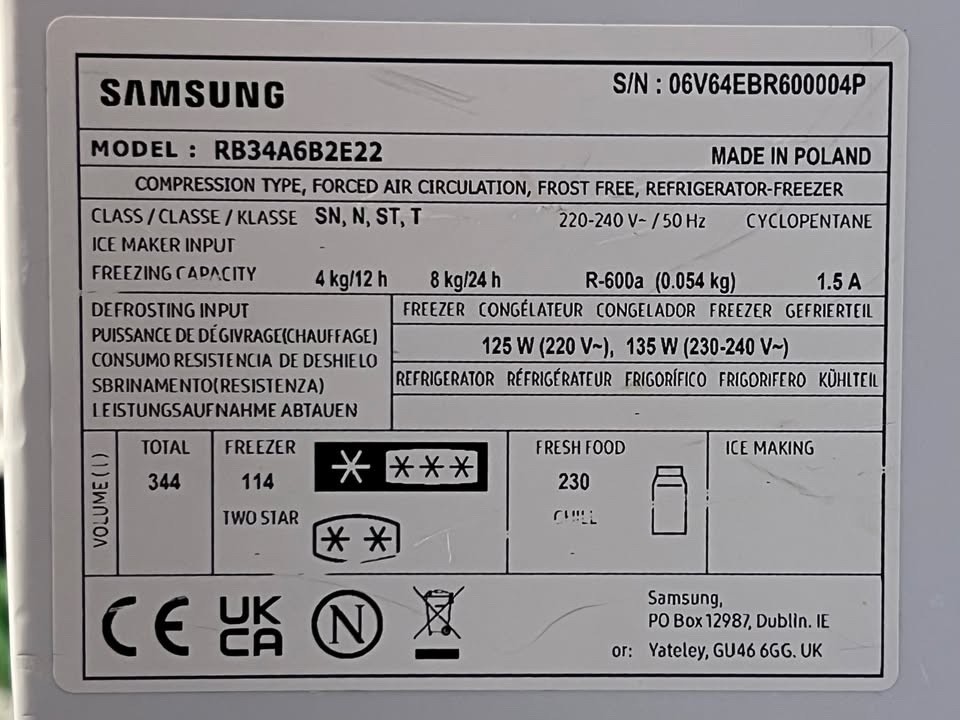 SAMSUNG
S/N : 06V64EBR600004P
MODEL : RB34A6B2E22
MADE IN POLAND
COMPRESSION TYPE, FORCED AIR CIRCULATION, FROST FREE, REFRIGERATOR-FREEZER
CLASS / CLASSE / KLASSE SN, N, ST, T 220-240 V~ / 50 Hz CYCLOPENTANE
ICE MAKER INPUT -
FREEZING CAPACITY 4 kg/12 h 8 kg/24 h R-600a (0.054 kg) 1.5 A
DEFROSTING INPUT
PUISSANCE DE DÉGIVRAGE(CHAUFFAGE)
CONSUMO RESISTENCIA DE DESHIELO
SBRINAMENTO(RESISTENZA)
LEISTUNGSAUFNAHME ABTAUEN
FREEZER CONGÉLATEUR CONGELADOR FREEZER GEFRIERTEIL
125 W (220 V~), 135 W (230-240 V~)
REFRIGERATOR RÉFRIGÉRATEUR FRIGORÍFICO FRIGORIFERO KÜHLTEIL
-
VOLUME ( l )
TOTAL
344
FREEZER
114
TWO STAR
-
FRESH FOOD
230
CHILL
-
ICE MAKING
-
CE
UK
CA
N
Samsung,
PO Box 12987, Dublin. IE
or: Yateley, GU46 6GG. UK